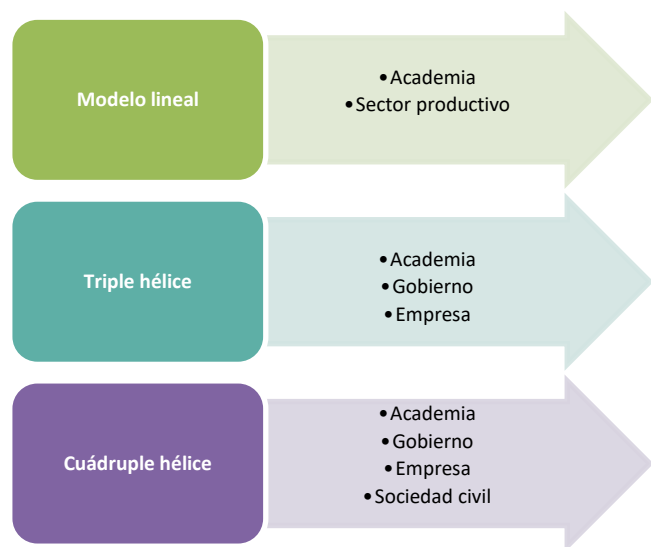 Modelo lineal
•Academia
•Sector productivo
Triple hélice
•Academia
•Gobierno
•Empresa
Cuádruple hélice
•Academia
•Gobierno
•Empresa
•Sociedad civil